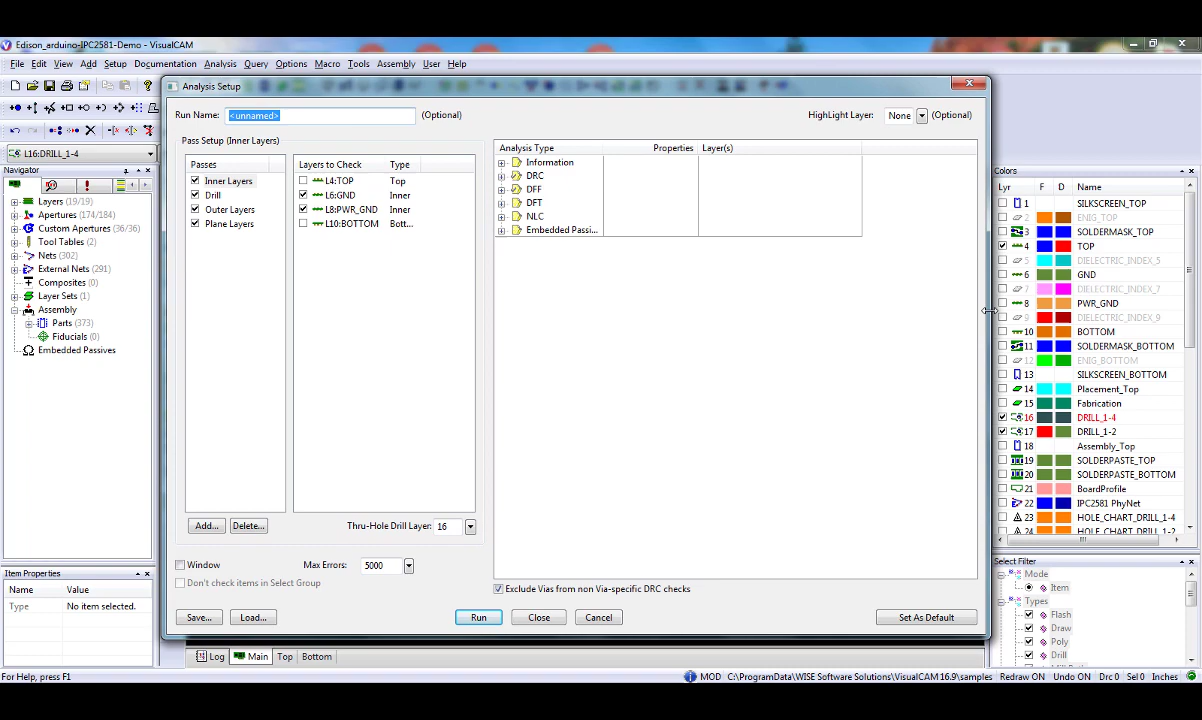 Edison_arduino-IPC2581-Demo - VisualCAM
File Edit View Add Setup Documentation Analysis Query Options Macro Tools Assembly User Help
L16:DRILL_1-4
Navigator
Layers (19/19)
Apertures (174/184)
Custom Apertures (36/36)
Tool Tables (2)
Nets (302)
External Nets (291)
Composites (0)
Layer Sets (1)
Assembly
Parts (373)
Fiducials (0)
Embedded Passives
Item Properties
Name Value
Type No item selected.
Analysis Setup
Run Name: <unnamed> (Optional)
HighLight Layer: None (Optional)
Pass Setup (Inner Layers)
Passes
Inner Layers
Drill
Outer Layers
Plane Layers
Layers to Check Type
L4:TOP Top
L6:GND Inner
L8:PWR_GND Inner
L10:BOTTOM Bott...
Add... Delete...
Thru-Hole Drill Layer: 16
Window
Max Errors: 5000
Don't check items in Select Group
Analysis Type Properties Layer(s)
Information
DRC
DFF
DFT
NLC
Embedded Passi...
Exclude Vias from non Via-specific DRC checks
Save... Load... Run Close Cancel Set As Default
Colors
Lyr F D Name
1 SILKSCREEN_TOP
2 ENIG_TOP
3 SOLDERMASK_TOP
4 TOP
5 DIELECTRIC_INDEX_5
6 GND
7 DIELECTRIC_INDEX_7
8 PWR_GND
9 DIELECTRIC_INDEX_9
10 BOTTOM
11 SOLDERMASK_BOTTOM
12 ENIG_BOTTOM
13 SILKSCREEN_BOTTOM
14 Placement_Top
15 Fabrication
16 DRILL_1-4
17 DRILL_1-2
18 Assembly_Top
19 SOLDERPASTE_TOP
20 SOLDERPASTE_BOTTOM
21 BoardProfile
22 IPC2581 PhyNet
23 HOLE_CHART_DRILL_1-4
24 HOLE_CHART_DRILL_1-2
Select Filter
Mode
Item
Types
Flash
Draw
Poly
Drill
Log Main Top Bottom
For Help, press F1
MOD C:\ProgramData\WISE Software Solutions\VisualCAM 16.9\samples Redraw ON Undo ON Drc 0 Sel 0 Inches